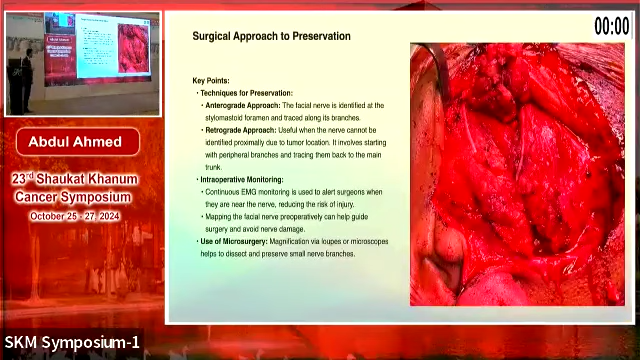 00:00
Surgical Approach to Preservation
Key Points:
• Techniques for Preservation:
• Anterograde Approach: The facial nerve is identified at the
stylomastoid foramen and traced along its branches.
• Retrograde Approach: Useful when the nerve cannot be
identified proximally due to tumor location. It involves starting
with peripheral branches and tracing them back to the main
trunk.
• Intraoperative Monitoring:
• Continuous EMG monitoring is used to alert surgeons when
they are near the nerve, reducing the risk of injury.
• Mapping the facial nerve preoperatively can help guide
surgery and avoid nerve damage.
• Use of Microsurgery: Magnification via loupes or microscopes
helps to dissect and preserve small nerve branches.
Abdul Ahmed
23rd Shaukat Khanum
Cancer Symposium
October 25 - 27, 2024
SKM Symposium-1